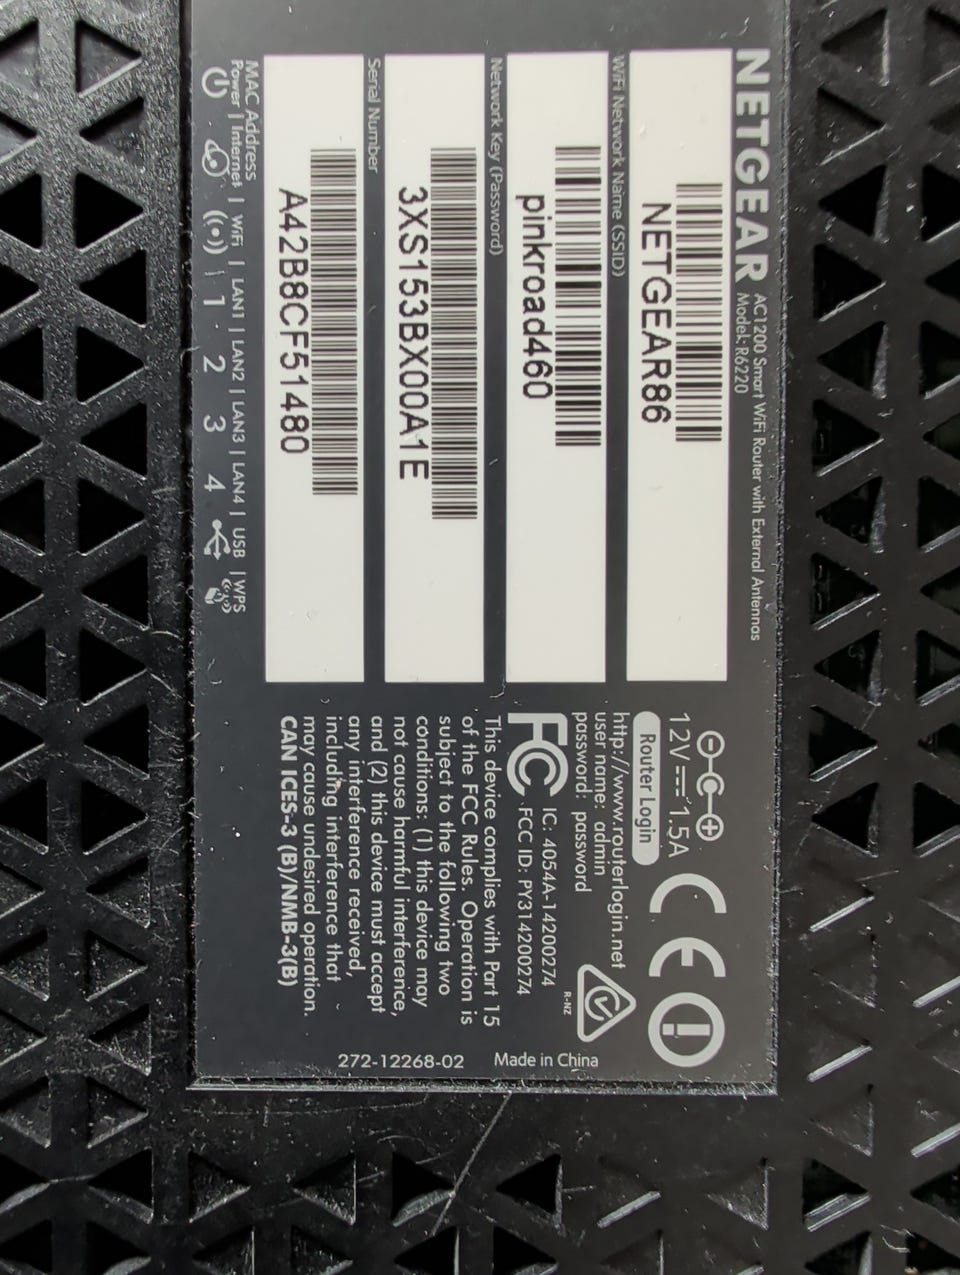 NETGEAR
AC1200 Smart WiFi Router with External Antennas
Model: R6220
NETGEAR86
WiFi Network Name (SSID)
pinkroad460
Network Key (Password)
3XS153BX00A1E
Serial Number
A42B8CF51480
MAC Address
Power | Internet | WiFi | LAN1 | LAN2 | LAN3 | LAN4 | USB | WPS
1 2 3 4
12V 1.5A
Router Login
http://www.routerlogin.net
user name: admin
password: password
CE
R-NZ
FC
IC: 4054A-14200274
FCC ID: PY314200274
This device complies with Part 15
of the FCC Rules. Operation is
subject to the following two
conditions: (1) this device may
not cause harmful interference,
and (2) this device must accept
any interference received,
including interference that
may cause undesired operation.
CAN ICES-3 (B)/NMB-3(B)
Made in China
272-12268-02